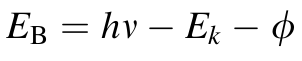 E_B = hν − E_k − ϕ